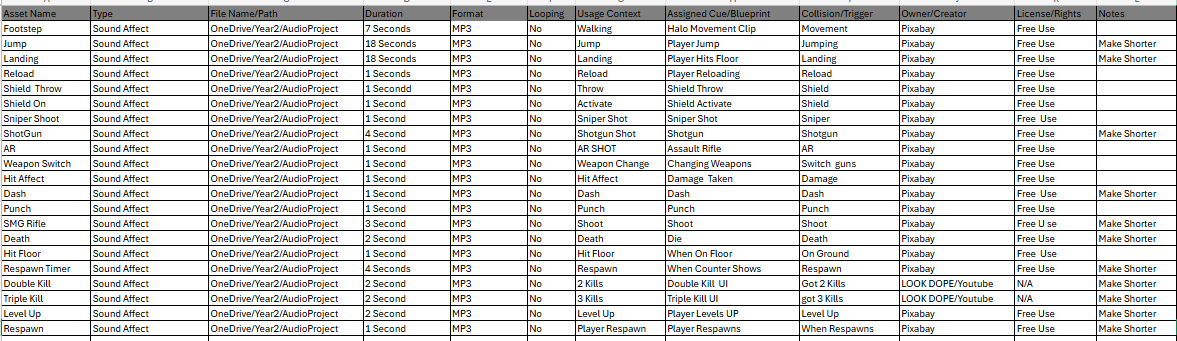 Asset Name Type File Name/Path Duration Format Looping Usage Context Assigned Cue/Blueprint Collision/Trigger Owner/Creator License/Rights Notes
Footstep Sound Affect OneDrive/Year2/AudioProject 7 Seconds MP3 No Walking Halo Movement Clip Movement Pixabay Free Use
Jump Sound Affect OneDrive/Year2/AudioProject 18 Seconds MP3 No Jump Player Jump Jumping Pixabay Free Use Make Shorter
Landing Sound Affect OneDrive/Year2/AudioProject 18 Seconds MP3 No Landing Player Hits Floor Landing Pixabay Free Use Make Shorter
Reload Sound Affect OneDrive/Year2/AudioProject 1 Seconds MP3 No Reload Player Reloading Reload Pixabay Free Use
Shield Throw Sound Affect OneDrive/Year2/AudioProject 1 Secondd MP3 No Throw Shield Throw Shield Pixabay Free Use
Shield On Sound Affect OneDrive/Year2/AudioProject 1 Second MP3 No Activate Shield Activate Shield Pixabay Free Use
Sniper Shoot Sound Affect OneDrive/Year2/AudioProject 1 Second MP3 No Sniper Shot Sniper Shot Sniper Pixabay Free Use
ShotGun Sound Affect OneDrive/Year2/AudioProject 4 Second MP3 No Shotgun Shot Shotgun Shotgun Pixabay Free Use Make Shorter
AR Sound Affect OneDrive/Year2/AudioProject 1 Second MP3 No AR SHOT Assault Rifle AR Pixabay Free Use
Weapon Switch Sound Affect OneDrive/Year2/AudioProject 1 Second MP3 No Weapon Change Changing Weapons Switch guns Pixabay Free Use
Hit Affect Sound Affect OneDrive/Year2/AudioProject 1 Second MP3 No Hit Affect Damage Taken Damage Pixabay Free Use
Dash Sound Affect OneDrive/Year2/AudioProject 1 Second MP3 No Dash Dash Dash Pixabay Free Use Make Shorter
Punch Sound Affect OneDrive/Year2/AudioProject 1 Second MP3 No Punch Punch Punch Pixabay Free Use
SMG Rifle Sound Affect OneDrive/Year2/AudioProject 3 Second MP3 No Shoot Shoot Shoot Pixabay Free U se Make Shorter
Death Sound Affect OneDrive/Year2/AudioProject 2 Second MP3 No Death Die Death Pixabay Free Use Make Shorter
Hit Floor Sound Affect OneDrive/Year2/AudioProject 1 Second MP3 No Hit Floor When On Floor On Ground Pixabay Free Use
Respawn Timer Sound Affect OneDrive/Year2/AudioProject 4 Seconds MP3 No Respawn When Counter Shows Respawn Pixabay Free Use Make Shorter
Double Kill Sound Affect OneDrive/Year2/AudioProject 2 Second MP3 No 2 Kills Double Kill UI Got 2 Kills LOOK DOPE/Youtube N/A Make Shorter
Triple Kill Sound Affect OneDrive/Year2/AudioProject 2 Second MP3 No 3 Kills Triple Kill UI got 3 Kills LOOK DOPE/Youtube N/A Make Shorter
Level Up Sound Affect OneDrive/Year2/AudioProject 2 Second MP3 No Level Up Player Levels UP Level Up Pixabay Free Use Make Shorter
Respawn Sound Affect OneDrive/Year2/AudioProject 1 Second MP3 No Player Respawn Player Respawns When Respawns Pixabay Free Use Make Shorter